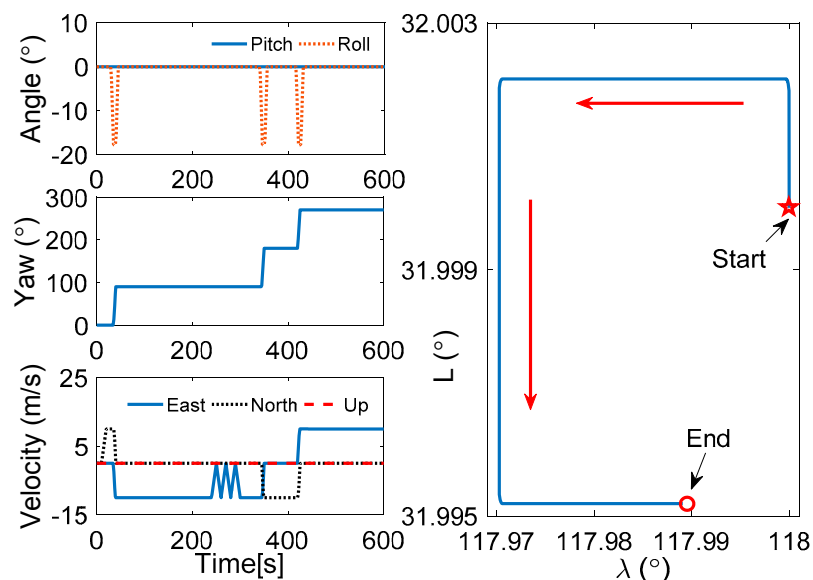 10
0
-10
-20
Angle (°)
Pitch Roll
0 200 400 600
300
200
100
0
Yaw (°)
0 200 400 600
25
5
-15
Velocity (m/s)
East North Up
0 200 400 600
Time[s]
32.003
31.999
31.995
L (°)
Start
End
117.97 117.98 117.99 118
λ (°)